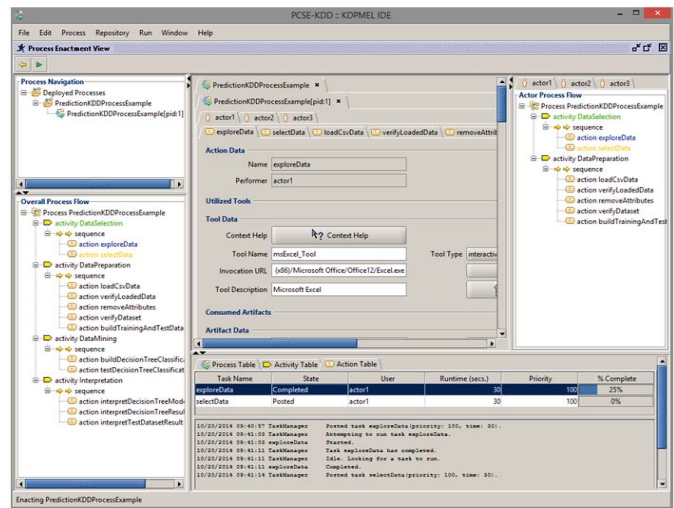 PCSE-KDD :: KDPMEL IDE
File Edit Process Repository Run Window Help
Process Enactment View
Process Navigation
Deployed Processes
PredictionKDDProcessExample
PredictionKDDProcessExample[pid:1]
Overall Process Flow
Process PredictionKDDProcessExample
activity DataSelection
sequence
action exploreData
action selectData
activity DataPreparation
sequence
action loadCsvData
action verifyLoadedData
action removeAttributes
action verifyDataset
action buildTrainingAndTestData
activity DataMining
sequence
action buildDecisionTreeClassific
action testDecisionTreeClassificat
activity Interpretation
sequence
action interpretDecisionTreeMode
action interpretDecisionTreeResul
action interpretTestDatasetResult
PredictionKDDProcessExample
PredictionKDDProcessExample[pid:1]
actor1 actor2 actor3
exploreData selectData loadCsvData verifyLoadedData removeAttrib
Action Data
Name exploreData
Performer actor1
Utilized Tools
Tool Data
Context Help ? Context Help
Tool Name msExcel_Tool Tool Type interactiv
Invocation URL (x86)/Microsoft Office/Office12/Excel.exe
Tool Description Microsoft Excel
Consumed Artifacts
Artifact Data
actor1 actor2 actor3
Actor Process Flow
Process PredictionKDDProcessExample
activity DataSelection
sequence
action exploreData
action selectData
activity DataPreparation
sequence
action loadCsvData
action verifyLoadedData
action removeAttributes
action verifyDataset
action buildTrainingAndTest
Process Table Activity Table Action Table
Task Name State User Runtime (secs.) Priority % Complete
exploreData Completed actor1 30 100 25%
selectData Posted actor1 30 100 0%
10/20/2014 09:40:57 TaskManager Posted task exploreData(priority: 100, time: 30).
10/20/2014 09:41:05 TaskManager Attempting to run task exploreData.
10/20/2014 09:41:05 exploreData Started.
10/20/2014 09:41:11 TaskManager Task exploreData has completed.
10/20/2014 09:41:11 TaskManager Idle. Looking for a task to run.
10/20/2014 09:41:11 exploreData Completed.
10/20/2014 09:41:14 TaskManager Posted task selectData(priority: 100, time: 30).
Enacting PredictionKDDProcessExample